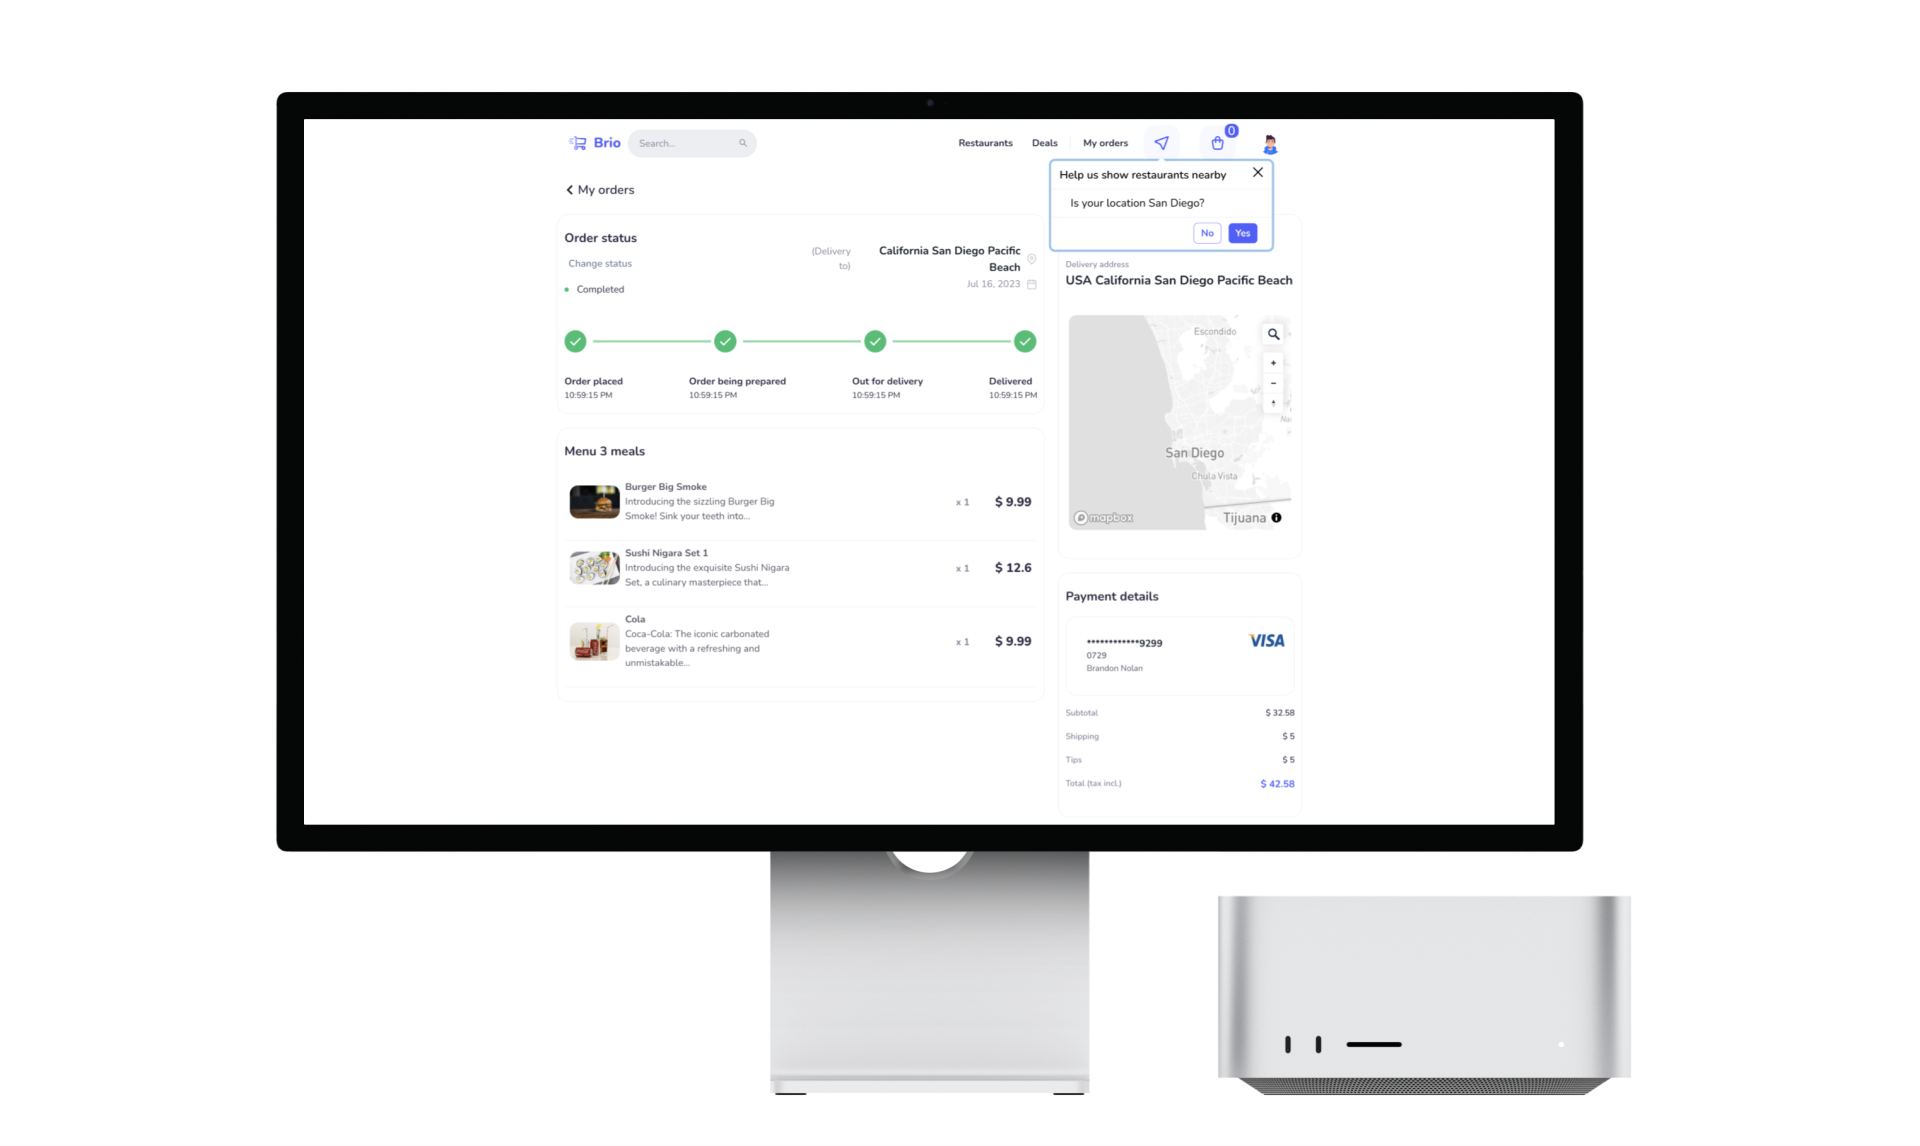 Brio
Search...
Restaurants
Deals
My orders
0
Help us show restaurants nearby
Is your location San Diego?
No
Yes
My orders
Order status
Change status
Completed
(Delivery
to)
California San Diego Pacific
Beach
Jul 16, 2023
Order placed
10:59:15 PM
Order being prepared
10:59:15 PM
Out for delivery
10:59:15 PM
Delivered
10:59:15 PM
Menu 3 meals
Burger Big Smoke
Introducing the sizzling Burger Big
Smoke! Sink your teeth into...
x 1
$ 9.99
Sushi Nigara Set 1
Introducing the exquisite Sushi Nigara
Set, a culinary masterpiece that...
x 1
$ 12.6
Cola
Coca-Cola: The iconic carbonated
beverage with a refreshing and
unmistakable...
x 1
$ 9.99
Delivery address
USA California San Diego Pacific Beach
Escondido
San Diego
Chula Vista
Tijuana
mapbox
Payment details
************9299
VISA
0729
Brandon Nolan
Subtotal
$ 32.58
Shipping
$ 5
Tips
$ 5
Total (tax incl.)
$ 42.58